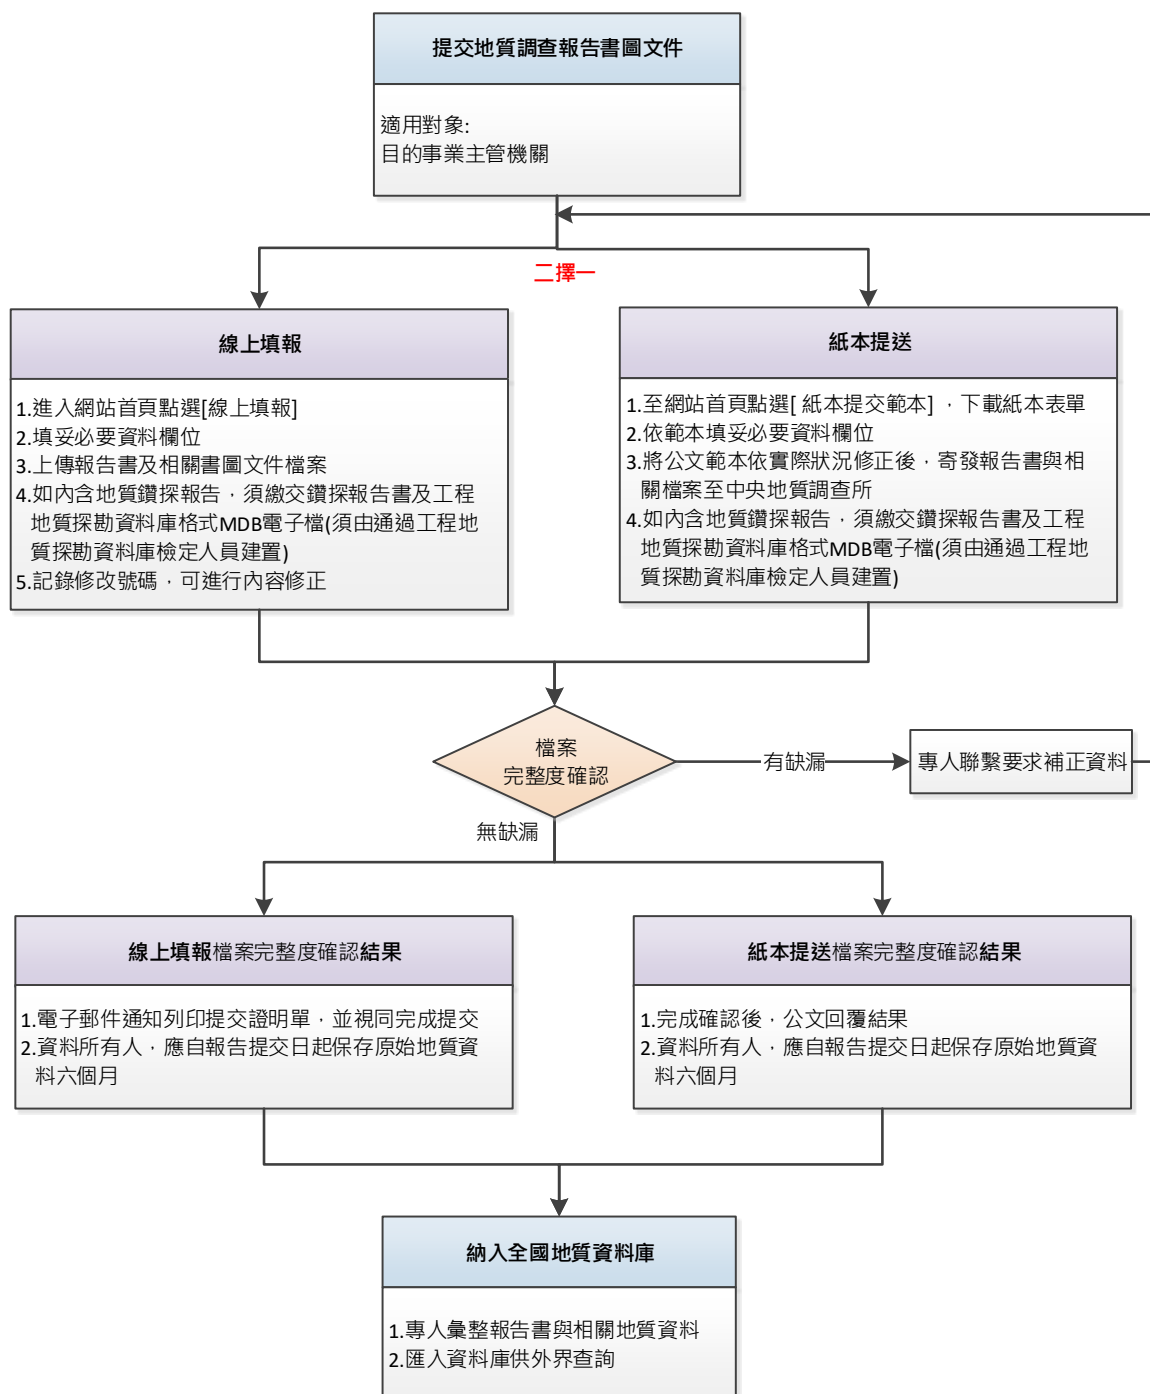 提交地質調查報告書圖文件
適用對象:
目的事業主管機關
二擇一
線上填報
1.進入網站首頁點選[線上填報]
2.填妥必要資料欄位
3.上傳報告書及相關書圖文件檔案
4.如內含地質鑽探報告，須繳交鑽探報告書及工程
地質探勘資料庫格式MDB電子檔(須由通過工程地
質探勘資料庫檢定人員建置)
5.記錄修改號碼，可進行內容修正
紙本提送
1.至網站首頁點選[ 紙本提交範本]，下載紙本表單
2.依範本填妥必要資料欄位
3.將公文範本依實際狀況修正後，寄發報告書與相
關檔案至中央地質調查所
4.如內含地質鑽探報告，須繳交鑽探報告書及工程
地質探勘資料庫格式MDB電子檔(須由通過工程地
質探勘資料庫檢定人員建置)
檔案
完整度確認
有缺漏
專人聯繫要求補正資料
無缺漏
線上填報檔案完整度確認結果
1.電子郵件通知列印提交證明單，並視同完成提交
2.資料所有人，應自報告提交日起保存原始地質資
料六個月
紙本提送檔案完整度確認結果
1.完成確認後，公文回覆結果
2.資料所有人，應自報告提交日起保存原始地質資
料六個月
納入全國地質資料庫
1.專人彙整報告書與相關地質資料
2.匯入資料庫供外界查詢